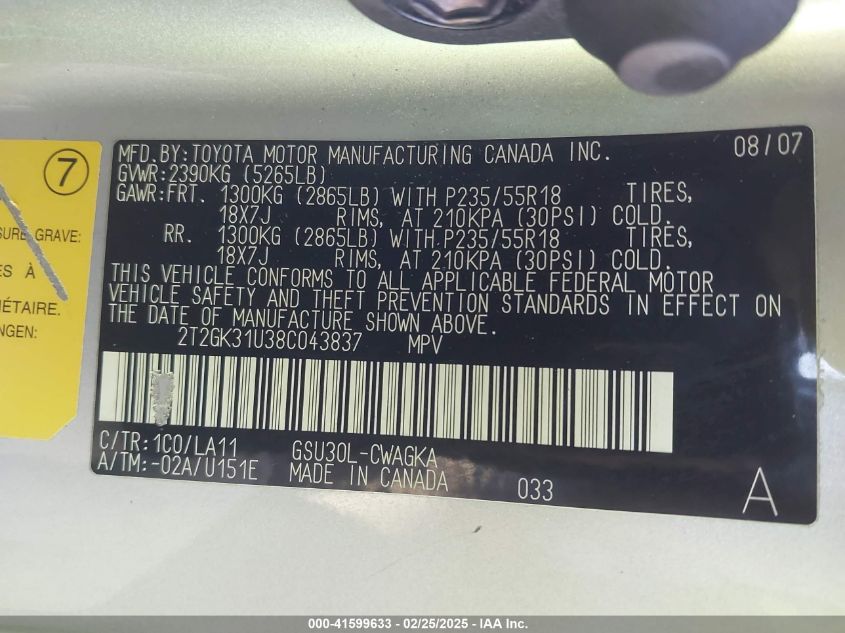 MFD.BY:TOYOTA MOTOR MANUFACTURING CANADA INC. 08/07
GVWR:2390KG (5265LB)
GAWR:FRT. 1300KG (2865LB) WITH P235/55R18 TIRES,
18X7J RIMS, AT 210KPA (30PSI) COLD.
RR. 1300KG (2865LB) WITH P235/55R18 TIRES,
18X7J RIMS, AT 210KPA (30PSI) COLD.
THIS VEHICLE CONFORMS TO ALL APPLICABLE FEDERAL MOTOR
VEHICLE SAFETY AND THEFT PREVENTION STANDARDS IN EFFECT ON
THE DATE OF MANUFACTURE SHOWN ABOVE.
2T2GK31U38C043837 MPV
C/TR:1C0/LA11 GSU30L-CWAGKA
A/TM:-02A/U151E MADE IN CANADA 033 A
7
GRAVE:
S À
NGEN:
000-41599633 - 02/25/2025 - IAA Inc.